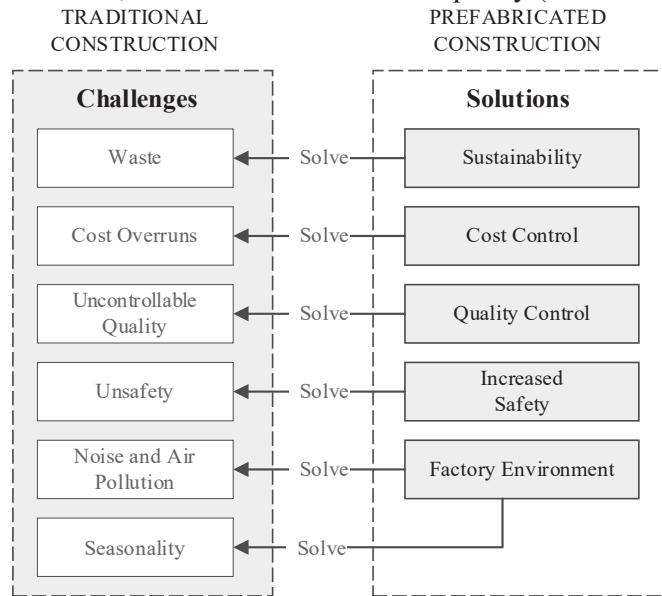 TRADITIONAL
CONSTRUCTION
PREFABRICATED
CONSTRUCTION
Challenges
Solutions
Waste
Solve
Sustainability
Cost Overruns
Solve
Cost Control
Uncontrollable
Quality
Solve
Quality Control
Unsafety
Solve
Increased
Safety
Noise and Air
Pollution
Solve
Factory Environment
Seasonality
Solve